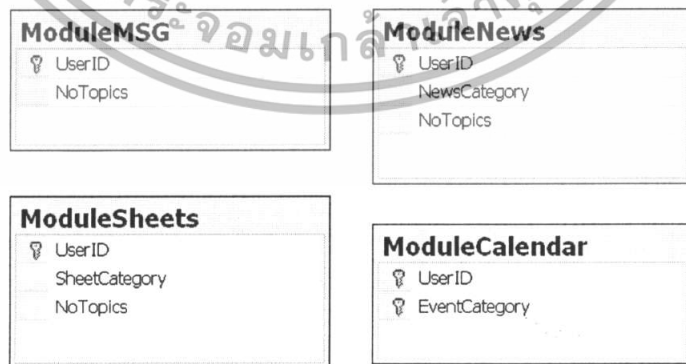 ModuleMSG
UserID
NoTopics
ModuleNews
UserID
NewsCategory
NoTopics
ModuleSheets
UserID
SheetCategory
NoTopics
ModuleCalendar
UserID
EventCategory